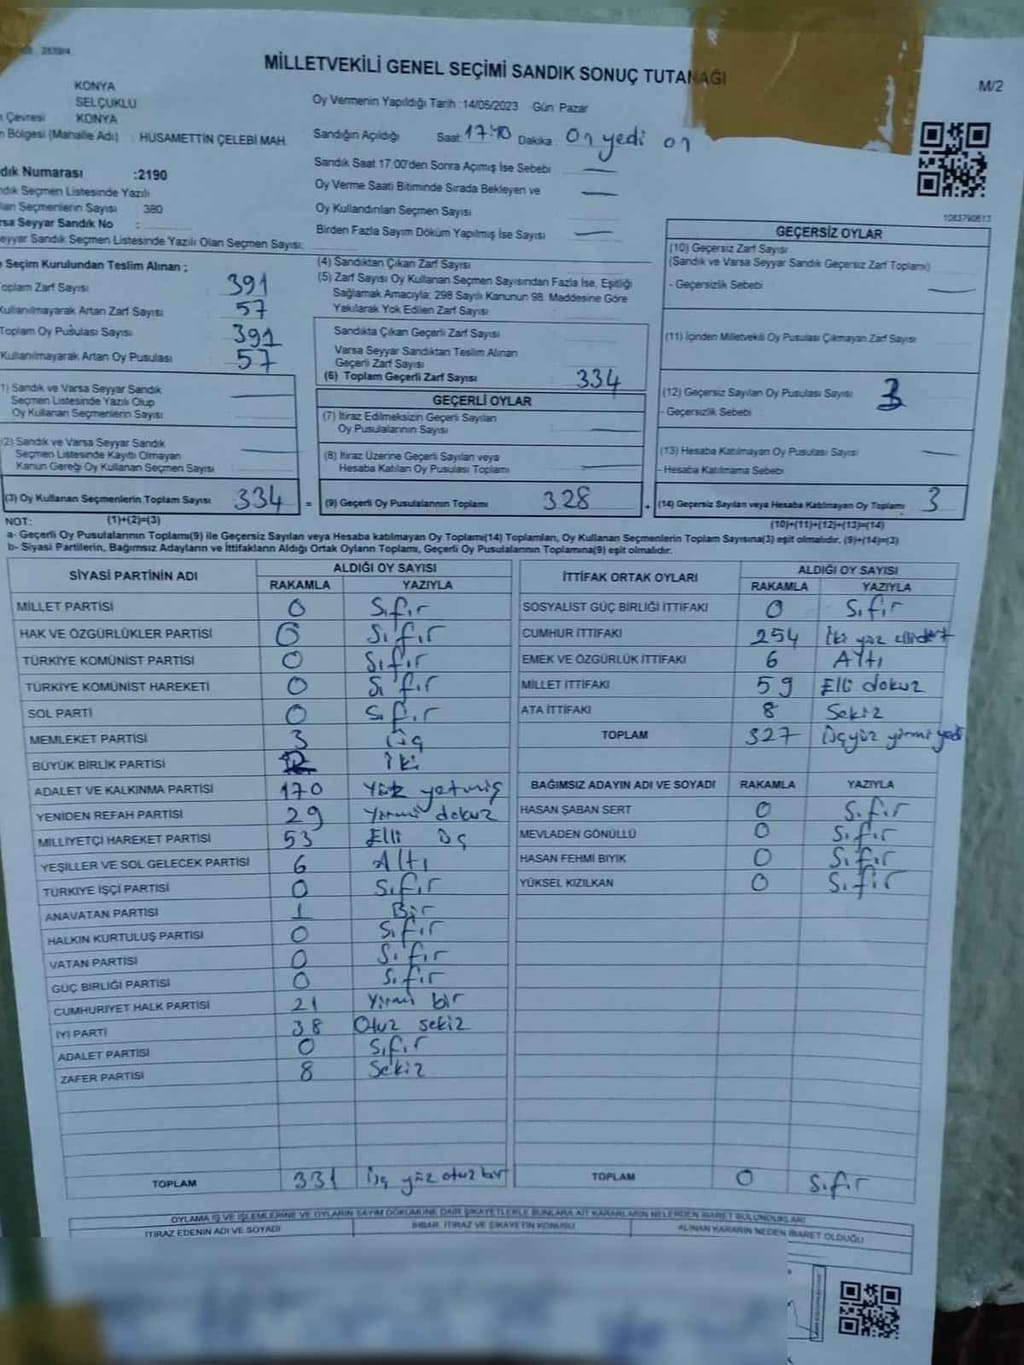 MİLLETVEKİLİ GENEL SEÇİMİ SANDIK SONUÇ TUTANAĞI
M/2
KONYA
SELÇUKLU
Çevresi KONYA
Bölgesi (Mahalle Adı) : HÜSAMETTİN ÇELEBİ MAH
dık Numarası :2190
dık Seçmen Listesinde Yazılı
lan Seçmenlerin Sayısı 380
rsa Seyyar Sandık No :
eyyar Sandık Seçmen Listesinde Yazılı Olan Seçmen Sayısı:
Oy Vermenin Yapıldığı Tarih :14/05/2023 Gün Pazar
Sandığın Açıldığı Saat: 17:10 Dakika: On yedi on
Sandık Saat 17:00'den Sonra Açımış İse Sebebi
Oy Verme Saati Bitiminde Sırada Bekleyen ve
Oy Kullandırılan Seçmen Sayısı
Birden Fazla Sayım Döküm Yapılmış İse Sayısı
1083790613
Seçim Kurulundan Teslim Alınan ;
oplam Zarf Sayısı 391
Kullanılmayarak Artan Zarf Sayısı 57
Toplam Oy Pusulası Sayısı 391
Kullanılmayarak Artan Oy Pusulası 57
1) Sandık ve Varsa Seyyar Sandık
Seçmen Listesinde Yazılı Olup
Oy Kullanan Seçmenlerin Sayısı
(2) Sandık ve Varsa Seyyar Sandık
Seçmen Listesinde Kayıtlı Olmayan
Kanun Gereği Oy Kullanan Seçmen Sayısı
(3) Oy Kullanan Seçmenlerin Toplam Sayısı 334 =
(1)+(2)=(3)
(4) Sandıktan Çıkan Zarf Sayısı
(5) Zarf Sayısı Oy Kullanan Seçmen Sayısından Fazla İse, Eşitliği
Sağlamak Amacıyla; 298 Sayılı Kanunun 98. Maddesine Göre
Yakılarak Yok Edilen Zarf Sayısı
Sandıkta Çıkan Geçerli Zarf Sayısı
Varsa Seyyar Sandıktan Teslim Alınan
Geçerli Zarf Sayısı
(6) Toplam Geçerli Zarf Sayısı 334
GEÇERLİ OYLAR
(7) İtiraz Edilmeksizin Geçerli Sayılan
Oy Pusulalarının Sayısı
(8) İtiraz Üzerine Geçerli Sayılan veya
Hesaba Katılan Oy Pusulası Toplamı
(9) Geçerli Oy Pusulalarının Toplamı 328 +
GEÇERSİZ OYLAR
(10) Geçersiz Zarf Sayısı
(Sandık ve Varsa Seyyar Sandık Geçersiz Zarf Toplamı)
- Geçersizlik Sebebi
(11) İçinden Milletvekili Oy Pusulası Çıkmayan Zarf Sayısı
(12) Geçersiz Sayılan Oy Pusulası Sayısı 3
- Geçersizlik Sebebi
(13) Hesaba Katılmayan Oy Pusulası Sayısı
- Hesaba Katılmama Sebebi
(14) Geçersiz Sayılan veya Hesaba Katılmayan Oy Toplamı 3
(10)+(11)+(12)+(13)=(14)
NOT:
a- Geçerli Oy Pusulalarının Toplamı(9) ile Geçersiz Sayılan veya Hesaba katılmayan Oy Toplamı(14) Toplamları, Oy Kullanan Seçmenlerin Toplam Sayısına(3) eşit olmalıdır. (9)+(14)=(3)
b- Siyasi Partilerin, Bağımsız Adayların ve İttifakların Aldığı Ortak Oyların Toplamı, Geçerli Oy Pusulalarının Toplamına(9) eşit olmalıdır.
SİYASİ PARTİNİN ADI ALDIĞI OY SAYISI
RAKAMLA YAZIYLA
MİLLET PARTİSİ 0 Sıfır
HAK VE ÖZGÜRLÜKLER PARTİSİ 0 Sıfır
TÜRKİYE KOMÜNİST PARTİSİ 0 Sıfır
TÜRKİYE KOMÜNİST HAREKETİ 0 Sıfır
SOL PARTİ 0 Sıfır
MEMLEKET PARTİSİ 3 Üç
BÜYÜK BİRLİK PARTİSİ 2 İki
ADALET VE KALKINMA PARTİSİ 170 Yüz yetmiş
YENİDEN REFAH PARTİSİ 29 Yirmi dokuz
MİLLİYETÇİ HAREKET PARTİSİ 53 Elli üç
YEŞİLLER VE SOL GELECEK PARTİSİ 6 Altı
TÜRKİYE İŞÇİ PARTİSİ 0 Sıfır
ANAVATAN PARTİSİ 1 Bir
HALKIN KURTULUŞ PARTİSİ 0 Sıfır
VATAN PARTİSİ 0 Sıfır
GÜÇ BİRLİĞİ PARTİSİ 0 Sıfır
CUMHURİYET HALK PARTİSİ 21 Yirmi bir
İYİ PARTİ 38 Otuz sekiz
ADALET PARTİSİ 0 Sıfır
ZAFER PARTİSİ 8 Sekiz
TOPLAM 331 Üç yüz otuz bir
İTTİFAK ORTAK OYLARI ALDIĞI OY SAYISI
RAKAMLA YAZIYLA
SOSYALİST GÜÇ BİRLİĞİ İTTİFAKI 0 Sıfır
CUMHUR İTTİFAKI 254 İki yüz ellidört
EMEK VE ÖZGÜRLÜK İTTİFAKI 6 Altı
MİLLET İTTİFAKI 59 Elli dokuz
ATA İTTİFAKI 8 Sekiz
TOPLAM 327 Üçyüz yirmi yedi
BAĞIMSIZ ADAYIN ADI VE SOYADI RAKAMLA YAZIYLA
HASAN ŞABAN SERT 0 Sıfır
MEVLADEN GÖNÜLLÜ 0 Sıfır
HASAN FEHMİ BIYIK 0 Sıfır
YÜKSEL KIZILKAN 0 Sıfır
TOPLAM 0 Sıfır
OYLAMA İŞ VE İŞLEMLERİNE VE OYLARIN SAYIM DÖKÜMÜNE DAİR ŞİKAYETLERLE BUNLARA AİT KARARLARIN NELERDEN İBARET BULUNDUKLARI
İTİRAZ EDENİN ADI VE SOYADI İHBAR, İTİRAZ VE ŞİKAYETİN KONUSU ALINAN KARARIN NEDEN İBARET OLDUĞU